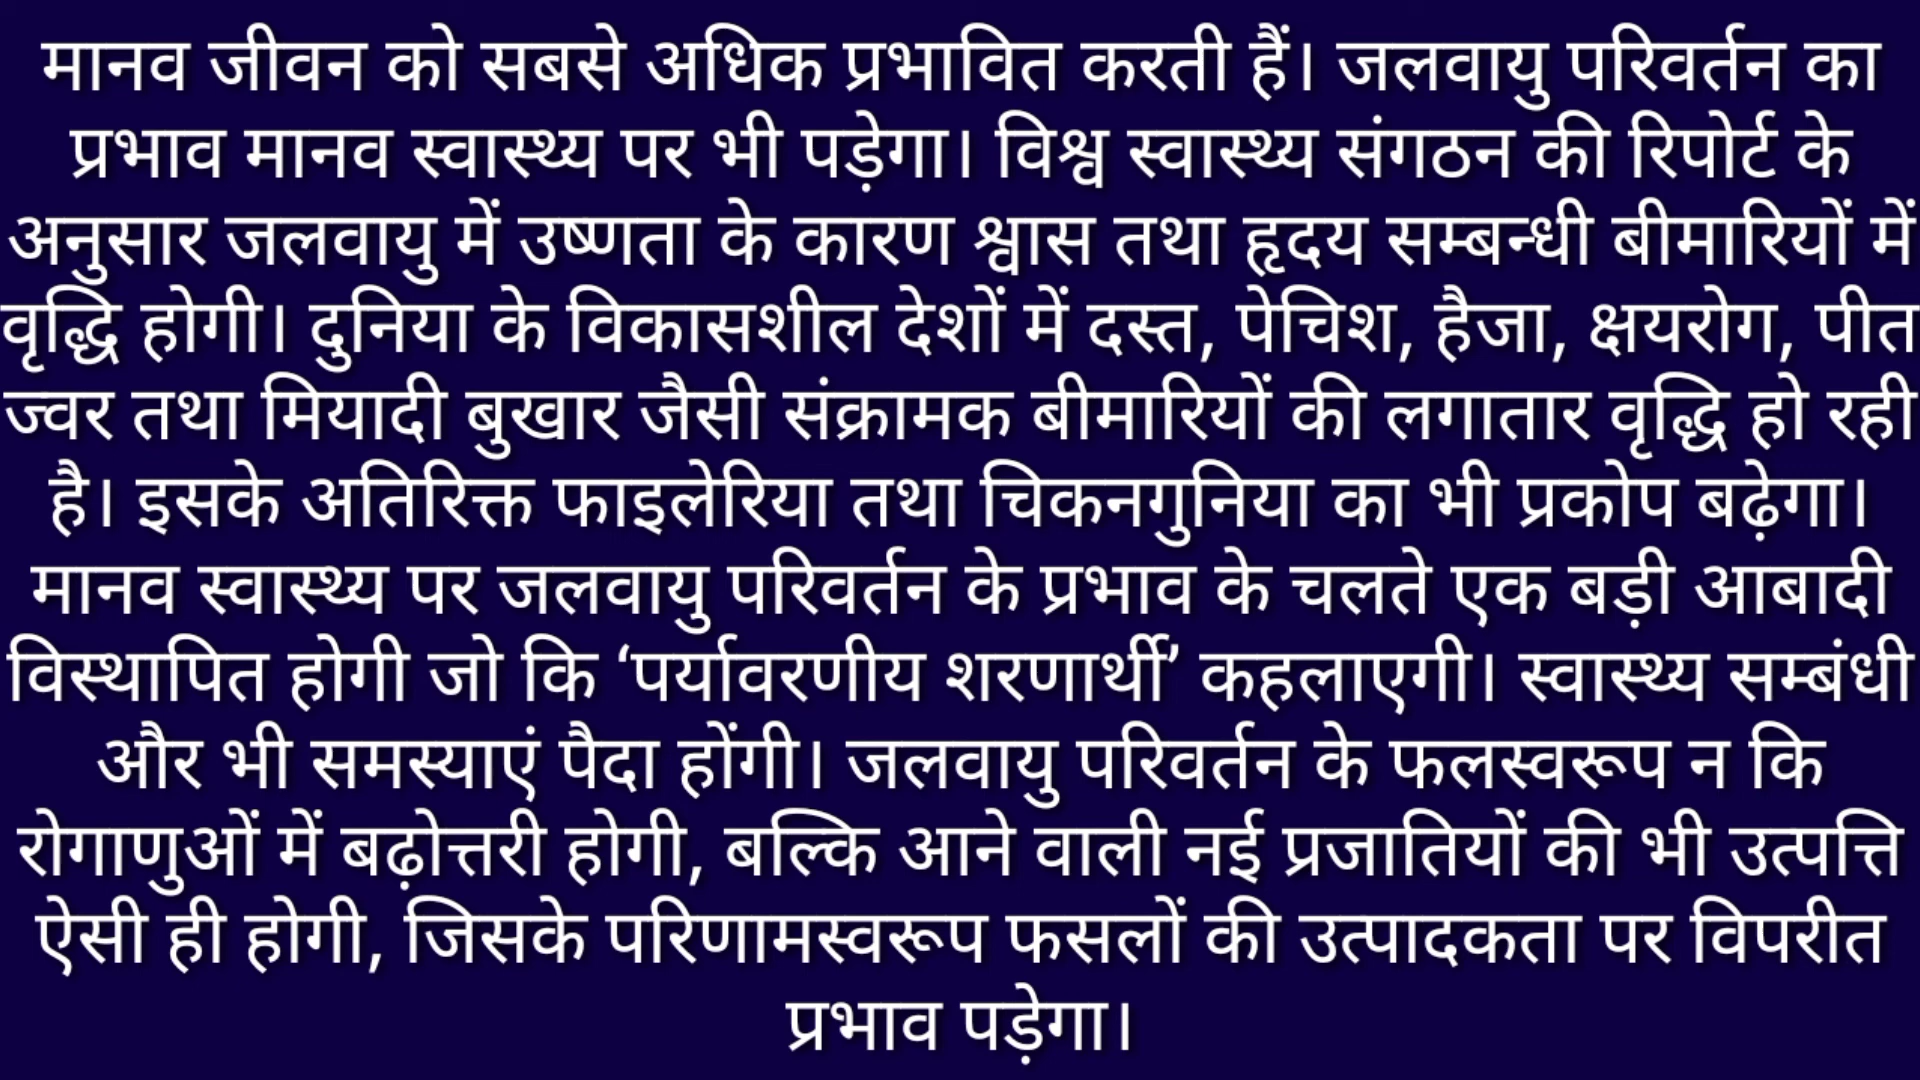 मानव जीवन को सबसे अधिक प्रभावित करती हैं। जलवायु परिवर्तन का
प्रभाव मानव स्वास्थ्य पर भी पड़ेगा। विश्व स्वास्थ्य संगठन की रिपोर्ट के
अनुसार जलवायु में उष्णता के कारण श्वास तथा हृदय सम्बन्धी बीमारियों में
वृद्धि होगी। दुनिया के विकासशील देशों में दस्त, पेचिश, हैजा, क्षयरोग, पीत
ज्वर तथा मियादी बुखार जैसी संक्रामक बीमारियों की लगातार वृद्धि हो रही
है। इसके अतिरिक्त फाइलेरिया तथा चिकनगुनिया का भी प्रकोप बढ़ेगा।
मानव स्वास्थ्य पर जलवायु परिवर्तन के प्रभाव के चलते एक बड़ी आबादी
विस्थापित होगी जो कि ‘पर्यावरणीय शरणार्थी’ कहलाएगी। स्वास्थ्य सम्बंधी
और भी समस्याएं पैदा होंगी। जलवायु परिवर्तन के फलस्वरूप न कि
रोगाणुओं में बढ़ोत्तरी होगी, बल्कि आने वाली नई प्रजातियों की भी उत्पत्ति
ऐसी ही होगी, जिसके परिणामस्वरूप फसलों की उत्पादकता पर विपरीत
प्रभाव पड़ेगा।